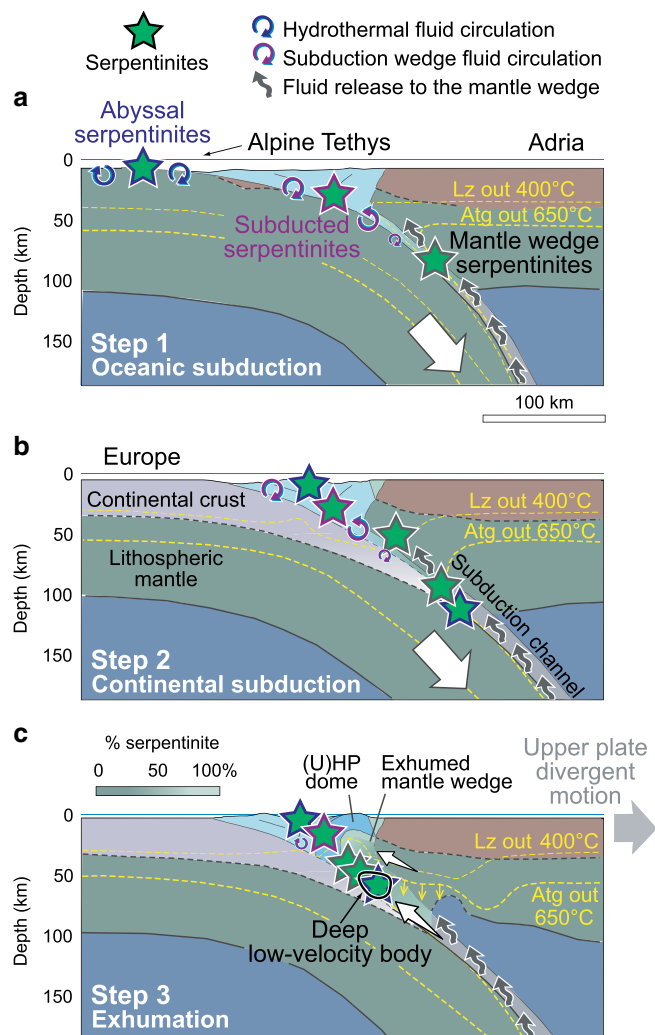 Serpentinites
Hydrothermal fluid circulation
Subduction wedge fluid circulation
Fluid release to the mantle wedge
a
Abyssal
serpentinites
Alpine Tethys
Adria
Lz out 400°C
Atg out 650°C
Subducted
serpentinites
Mantle wedge
serpentinites
0
50
100
150
Depth (km)
Step 1
Oceanic subduction
100 km
b
Europe
Continental crust
Lz out 400°C
Atg out 650°C
Lithospheric
mantle
Subduction channel
0
50
100
150
Depth (km)
Step 2
Continental subduction
c
% serpentinite
0 50 100%
(U)HP
dome
Exhumed
mantle wedge
Upper plate
divergent
motion
Lz out 400°C
Atg out
650°C
Deep
low-velocity body
0
50
100
150
Depth (km)
Step 3
Exhumation